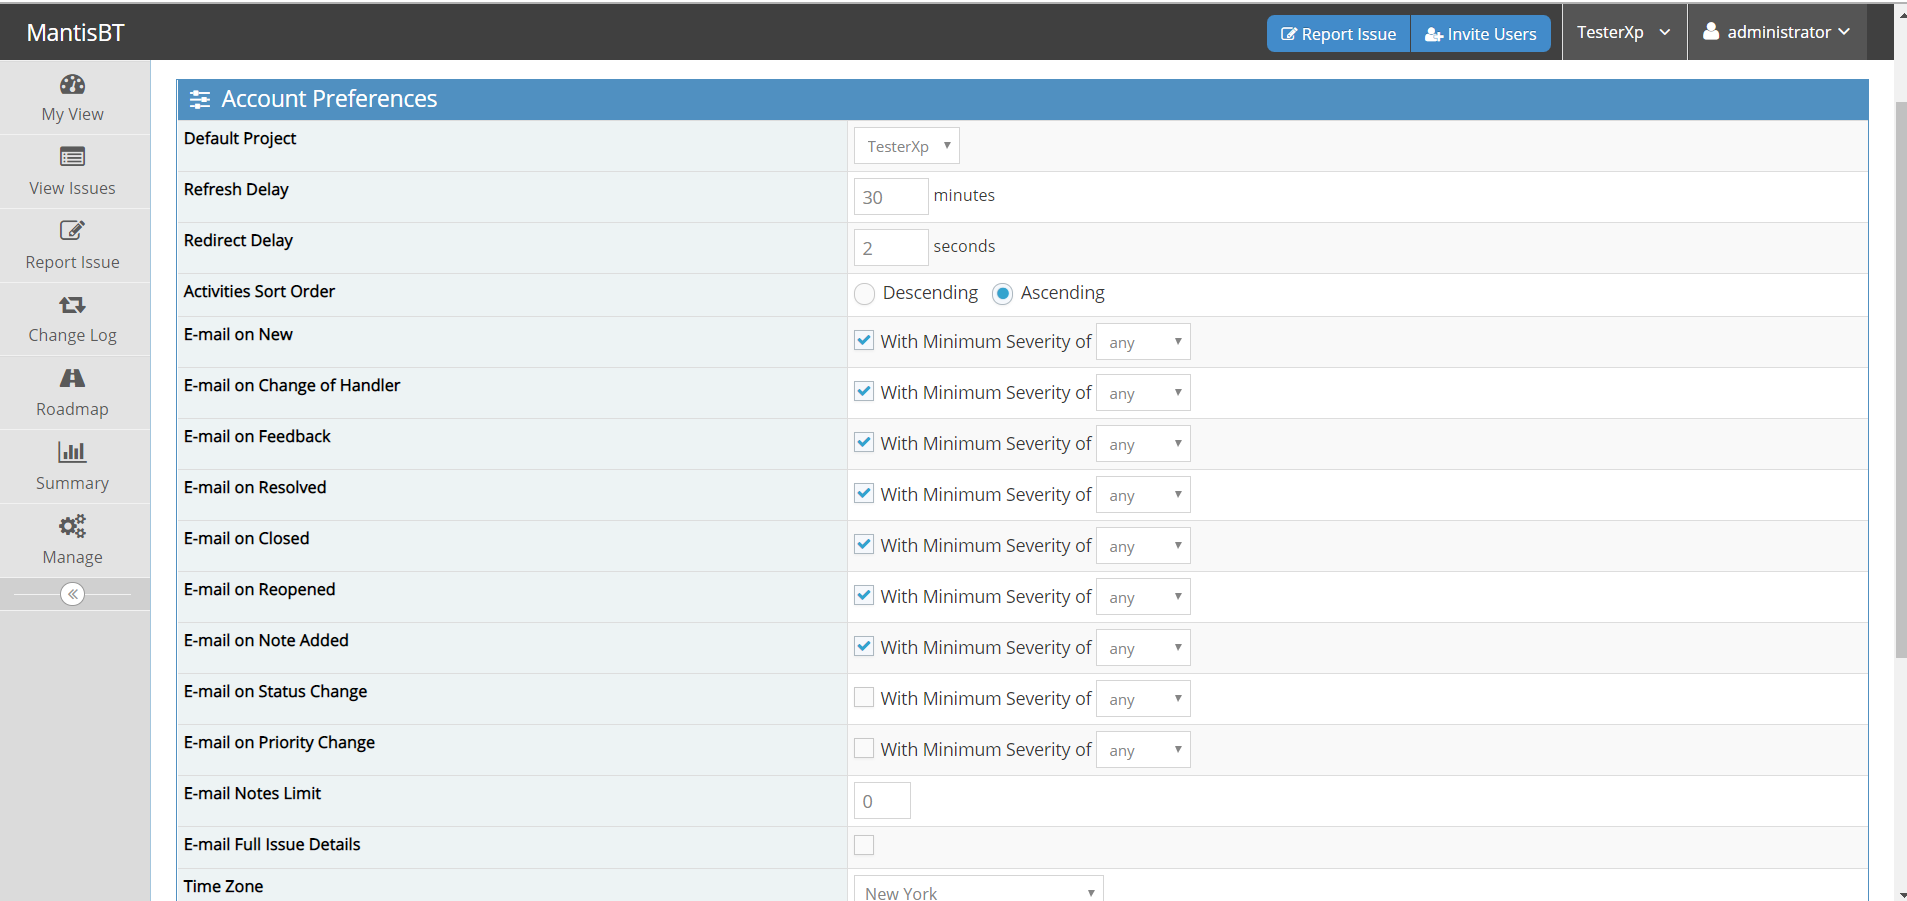 MantisBT
Report Issue
Invite Users
TesterXp
administrator
My View
View Issues
Report Issue
Change Log
Roadmap
Summary
Manage
Account Preferences
Default Project TesterXp
Refresh Delay 30 minutes
Redirect Delay 2 seconds
Activities Sort Order Descending Ascending
E-mail on New With Minimum Severity of any
E-mail on Change of Handler With Minimum Severity of any
E-mail on Feedback With Minimum Severity of any
E-mail on Resolved With Minimum Severity of any
E-mail on Closed With Minimum Severity of any
E-mail on Reopened With Minimum Severity of any
E-mail on Note Added With Minimum Severity of any
E-mail on Status Change With Minimum Severity of any
E-mail on Priority Change With Minimum Severity of any
E-mail Notes Limit 0
E-mail Full Issue Details
Time Zone New York